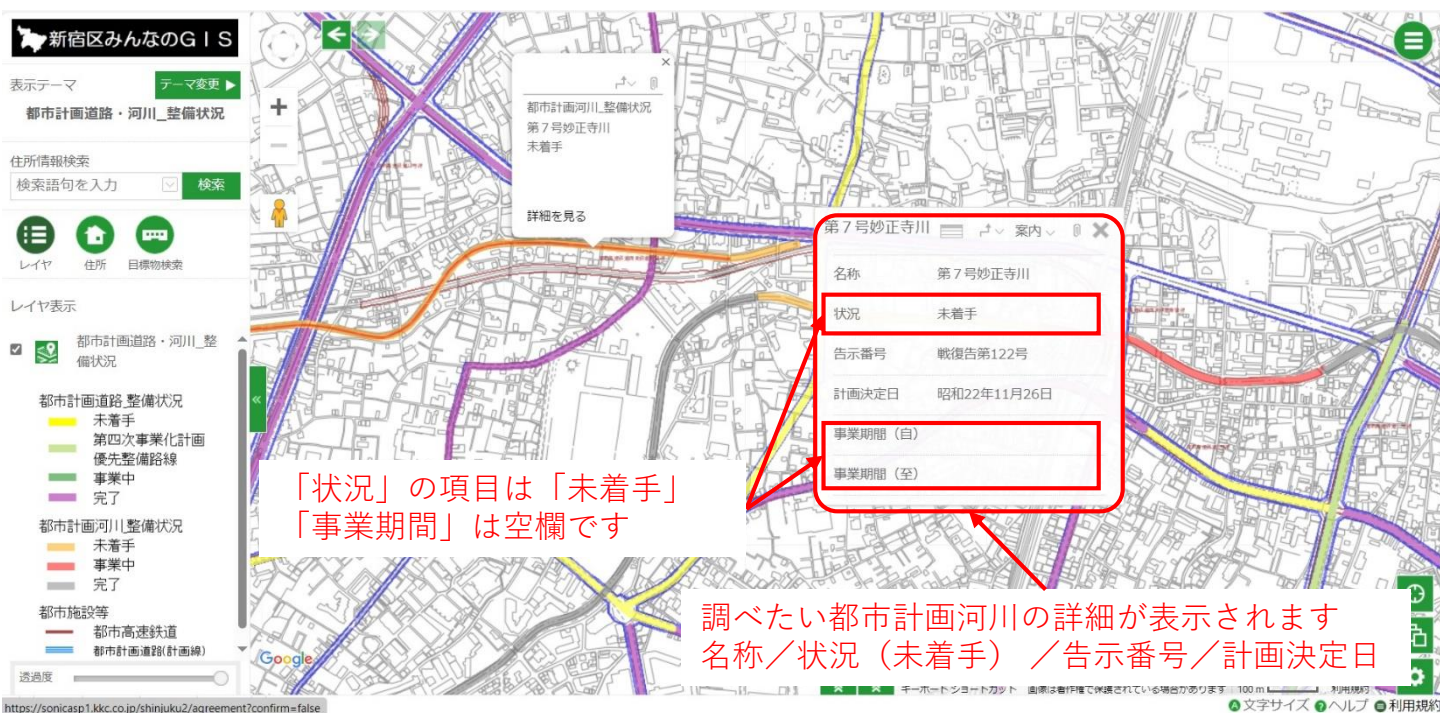 新宿区みんなのＧＩＳ
表示テーマ
テーマ変更 ▶
都市計画道路・河川_整備状況
住所情報検索
検索語句を入力
検索
レイヤ
住所
目標物検索
レイヤ表示
都市計画道路・河川_整
備状況
都市計画道路_整備状況
未着手
第四次事業化計画
優先整備路線
事業中
完了
都市計画河川_整備状況
未着手
事業中
完了
都市施設等
都市高速鉄道
都市計画道路(計画線)
透過度
https://sonicasp1.kkc.co.jp/shinjuku2/agreement?confirm=false
都市計画河川_整備状況
第７号妙正寺川
未着手
詳細を見る
第７号妙正寺川
案内
名称 第７号妙正寺川
状況 未着手
告示番号 戦復告第122号
計画決定日 昭和22年11月26日
事業期間（自）
事業期間（至）
「状況」の項目は「未着手」
「事業期間」は空欄です
調べたい都市計画河川の詳細が表示されます
名称／状況（未着手） ／告示番号／計画決定日
Google
キーボード ショートカット 画像は著作権で保護されている場合があります 100 m 利用規約
文字サイズ ヘルプ 利用規約